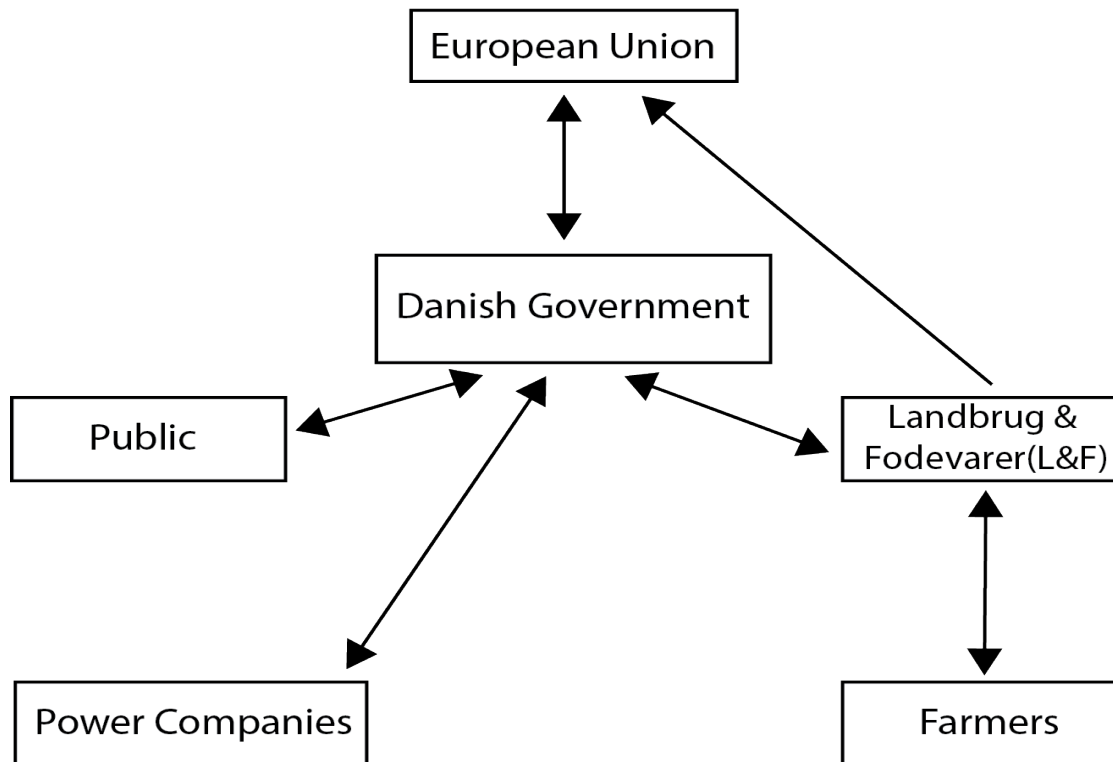 European Union
Danish Government
Public
Landbrug &
Fodevarer(L&F)
Power Companies
Farmers